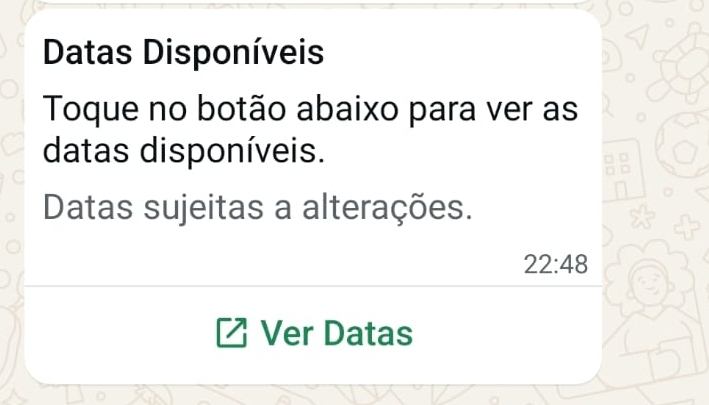 Datas Disponíveis
Toque no botão abaixo para ver as
datas disponíveis.
Datas sujeitas a alterações.
22:48
Ver Datas